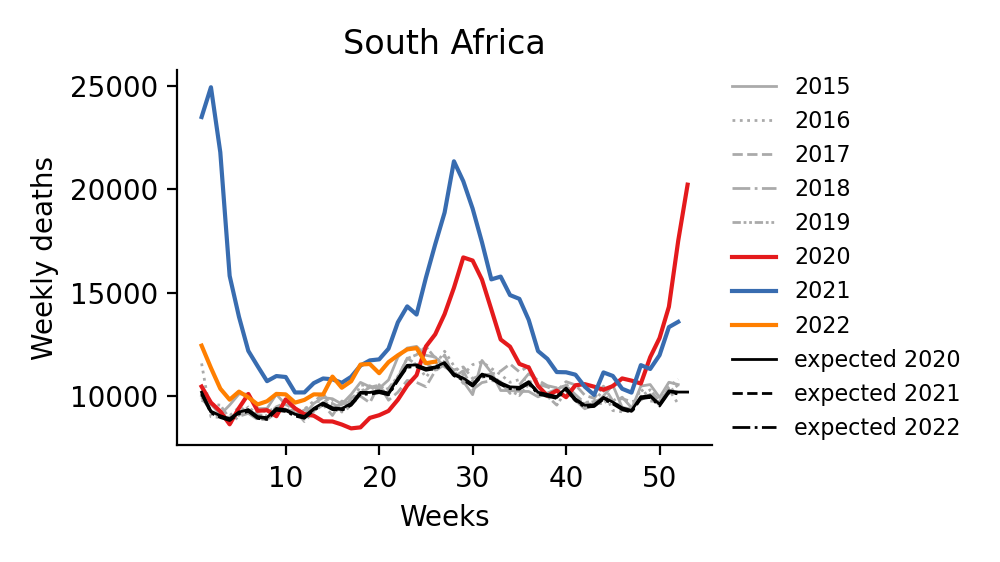 South Africa
Weekly deaths
25000
20000
15000
10000
10 20 30 40 50
Weeks
2015
2016
2017
2018
2019
2020
2021
2022
expected 2020
expected 2021
expected 2022